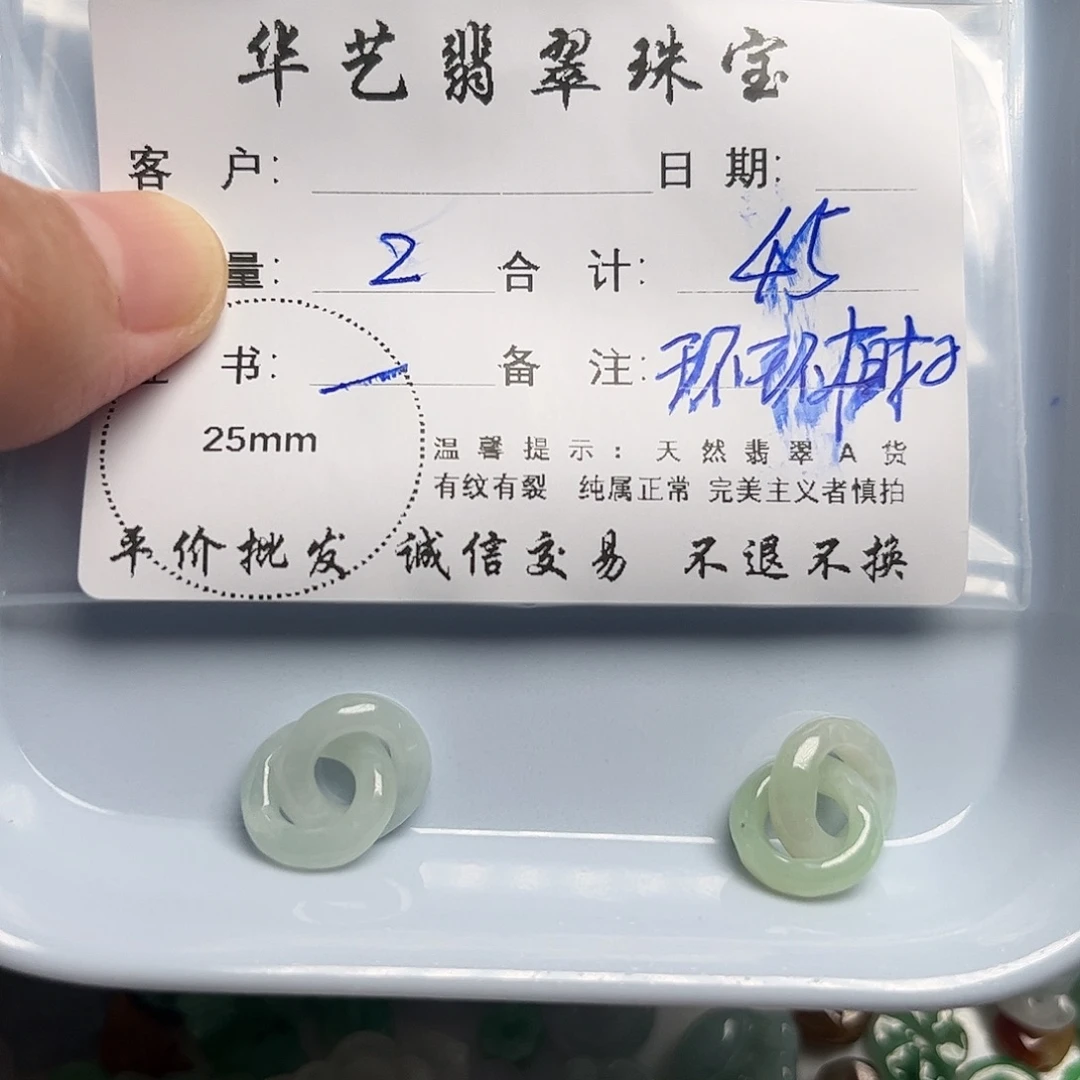 华艺翡翠珠宝
客 户: 日 期:
量: 2 合 计: 45
书: 备 注: 环环相扣
25mm
温馨提示: 天然翡翠A货
有纹有裂 纯属正常 完美主义者慎拍
平价批发 诚信交易 不退不换